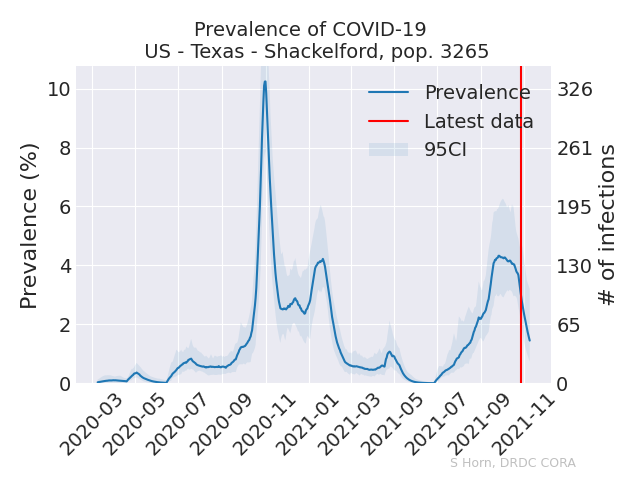 Prevalence of COVID-19
US - Texas - Shackelford, pop. 3265
Prevalence
Latest data
95CI
Prevalence (%)
10
8
6
4
2
0
# of infections
326
261
195
130
65
0
2020-03
2020-05
2020-07
2020-09
2020-11
2021-01
2021-03
2021-05
2021-07
2021-09
2021-11
S Horn, DRDC CORA